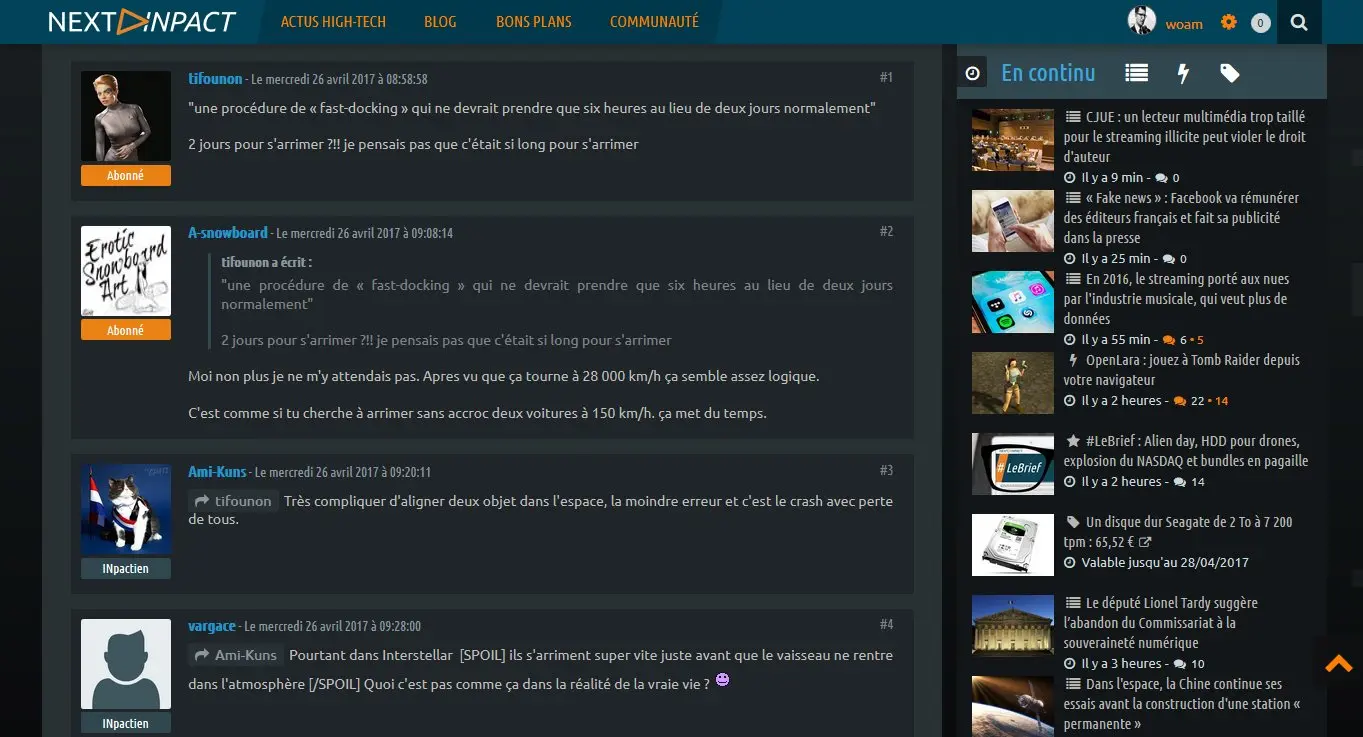 NEXT INPACT
ACTUS HIGH-TECH
BLOG
BONS PLANS
COMMUNAUTÉ
woam
0
tifounon - Le mercredi 26 avril 2017 à 08:58:58
#1
"une procédure de « fast-docking » qui ne devrait prendre que six heures au lieu de deux jours normalement"
2 jours pour s'arrimer ?!! je pensais pas que c'était si long pour s'arrimer
Abonné
A-snowboard - Le mercredi 26 avril 2017 à 09:08:14
#2
Erotic
Snowboard
Art
Abonné
tifounon a écrit :
"une procédure de « fast-docking » qui ne devrait prendre que six heures au lieu de deux jours
normalement"
2 jours pour s'arrimer ?!! je pensais pas que c'était si long pour s'arrimer
Moi non plus je ne m'y attendais pas. Apres vu que ça tourne à 28 000 km/h ça semble assez logique.
C'est comme si tu cherche à arrimer sans accroc deux voitures à 150 km/h. ça met du temps.
Ami-Kuns - Le mercredi 26 avril 2017 à 09:20:11
#3
tifounon Très compliquer d'aligner deux objet dans l'espace, la moindre erreur et c'est le crash avec perte
de tous.
INpactien
vargace - Le mercredi 26 avril 2017 à 09:28:00
#4
Ami-Kuns Pourtant dans Interstellar [SPOIL] ils s'arriment super vite juste avant que le vaisseau ne rentre
dans l'atmosphère [/SPOIL] Quoi c'est pas comme ça dans la réalité de la vraie vie ?
INpactien
En continu
CJUE : un lecteur multimédia trop taillé
pour le streaming illicite peut violer le droit
d'auteur
Il y a 9 min - 0
« Fake news » : Facebook va rémunérer
des éditeurs français et fait sa publicité
dans la presse
Il y a 25 min - 0
En 2016, le streaming porté aux nues
par l'industrie musicale, qui veut plus de
données
Il y a 55 min - 6 • 5
OpenLara : jouez à Tomb Raider depuis
votre navigateur
Il y a 2 heures - 22 • 14
# LeBrief
#LeBrief : Alien day, HDD pour drones,
explosion du NASDAQ et bundles en pagaille
Il y a 2 heures - 14
Un disque dur Seagate de 2 To à 7 200
tpm : 65,52 €
Valable jusqu'au 28/04/2017
Le député Lionel Tardy suggère
l'abandon du Commissariat à la
souveraineté numérique
Il y a 3 heures - 10
Dans l'espace, la Chine continue ses
essais avant la construction d'une station «
permanente »